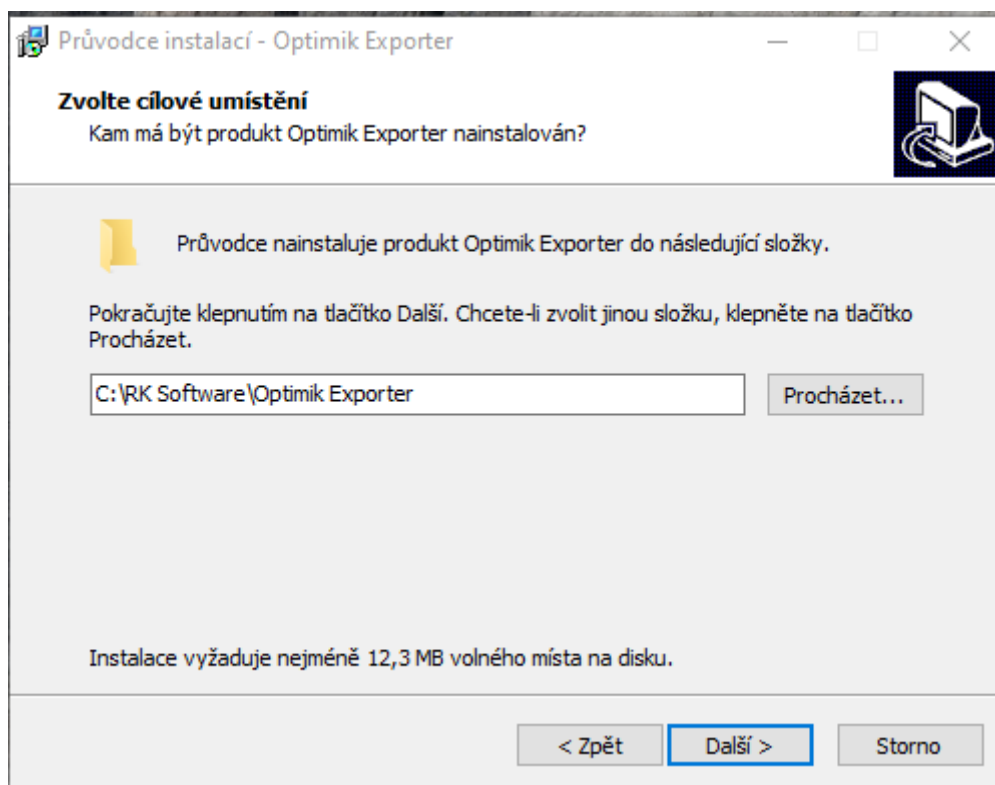 Průvodce instalací - Optimik Exporter
Zvolte cílové umístění
Kam má být produkt Optimik Exporter nainstalován?
Průvodce nainstaluje produkt Optimik Exporter do následující složky.
Pokračujte klepnutím na tlačítko Další. Chcete-li zvolit jinou složku, klepněte na tlačítko
Procházet.
C:\RK Software\Optimik Exporter
Procházet...
Instalace vyžaduje nejméně 12,3 MB volného místa na disku.
< Zpět
Další >
Storno